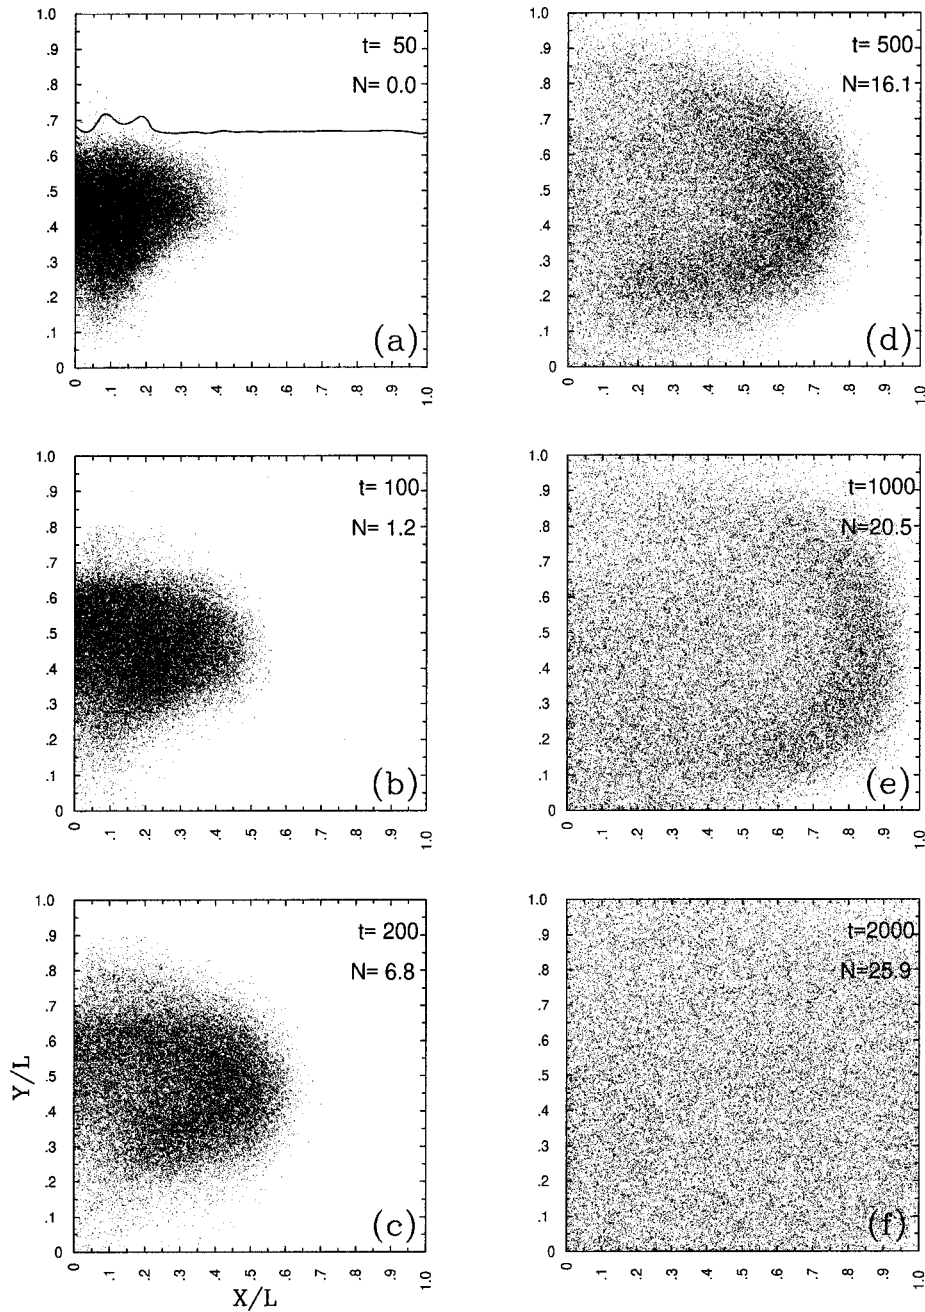 1.0
.9
.8
.7
.6
.5
.4
.3
.2
.1
0
t= 50
N= 0.0
(a)
0 .1 .2 .3 .4 .5 .6 .7 .8 .9 1.0
1.0
.9
.8
.7
.6
.5
.4
.3
.2
.1
0
t= 100
N= 1.2
(b)
0 .1 .2 .3 .4 .5 .6 .7 .8 .9 1.0
Y/L
1.0
.9
.8
.7
.6
.5
.4
.3
.2
.1
0
t= 200
N= 6.8
(c)
0 .1 .2 .3 .4 .5 .6 .7 .8 .9 1.0
X/L
1.0
.9
.8
.7
.6
.5
.4
.3
.2
.1
0
t= 500
N=16.1
(d)
0 .1 .2 .3 .4 .5 .6 .7 .8 .9 1.0
1.0
.9
.8
.7
.6
.5
.4
.3
.2
.1
0
t=1000
N=20.5
(e)
0 .1 .2 .3 .4 .5 .6 .7 .8 .9 1.0
1.0
.9
.8
.7
.6
.5
.4
.3
.2
.1
0
t=2000
N=25.9
(f)
0 .1 .2 .3 .4 .5 .6 .7 .8 .9 1.0